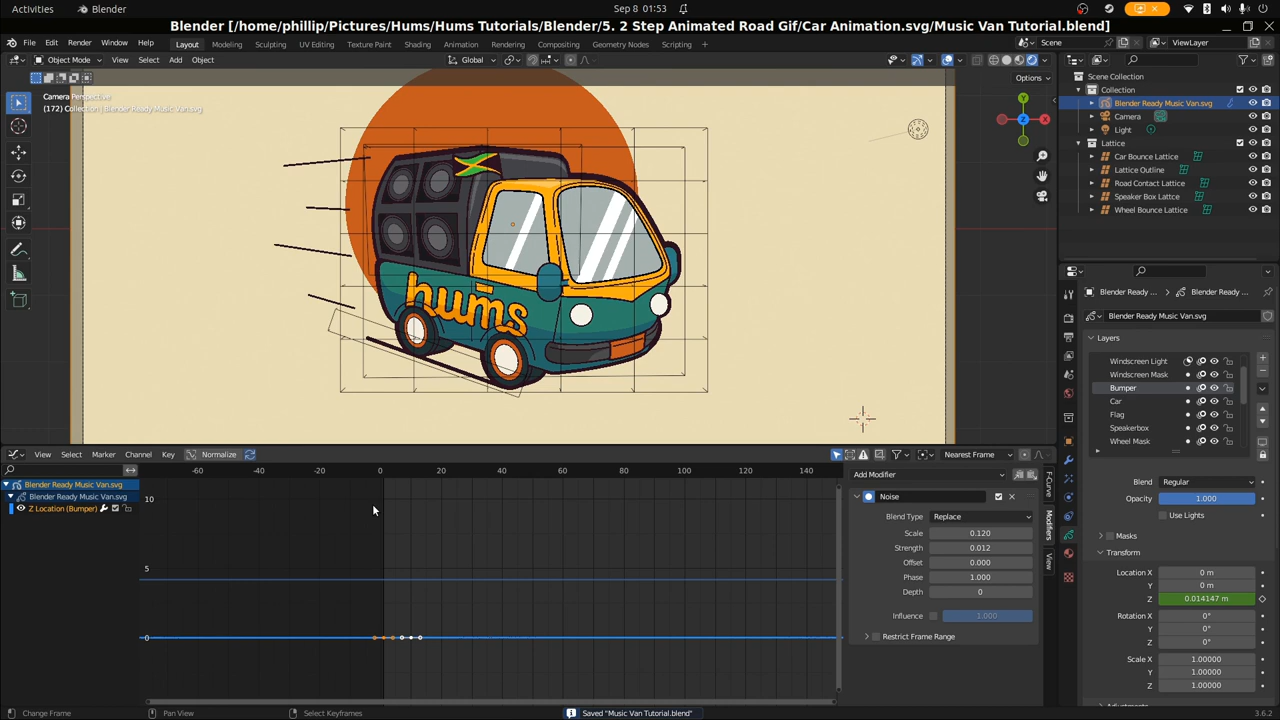 Activities
Blender
Sep 8 01:53
Blender [/home/phillip/Pictures/Hums/Hums Tutorials/Blender/5. 2 Step Animated Road Gif/Car Animation.svg/Music Van Tutorial.blend]
File Edit Render Window Help
Layout Modeling Sculpting UV Editing Texture Paint Shading Animation Rendering Compositing Geometry Nodes Scripting +
Scene
ViewLayer
Object Mode View Select Add Object
Global
Options
Camera Perspective
(172) Collection | Blender Ready Music Van.svg
Y
Z
X
hums
Scene Collection
Collection
Blender Ready Music Van.svg
Camera
Light
Lattice
Car Bounce Lattice
Lattice Outline
Road Contact Lattice
Speaker Box Lattce
Wheel Bounce Lattice
Blender Ready ...
Blender Ready ...
Blender Ready Music Van.svg
Layers
Windscreen Light
Windscreen Mask
Bumper
Car
Flag
Speakerbox
Wheel Mask
Blend Regular
Opacity 1.000
Use Lights
Masks
Transform
Location X 0 m
Y 0 m
Z 0.014147 m
Rotation X 0°
Y 0°
Z 0°
Scale X 1.00000
Y 1.00000
Z 1.00000
View Select Marker Channel Key Normalize
Nearest Frame
-60 -40 -20 0 20 40 60 80 100 120 140
Blender Ready Music Van.svg
Blender Ready Music Van.svg
Z Location (Bumper)
10
5
0
Add Modifier
Noise
Blend Type Replace
Scale 0.120
Strength 0.012
Offset 0.000
Phase 1.000
Depth 0
Influence 1.000
Restrict Frame Range
F-Curve
Modifiers
View
Change Frame
Pan View
Select Keyframes
Saved "Music Van Tutorial.blend"
3.6.2